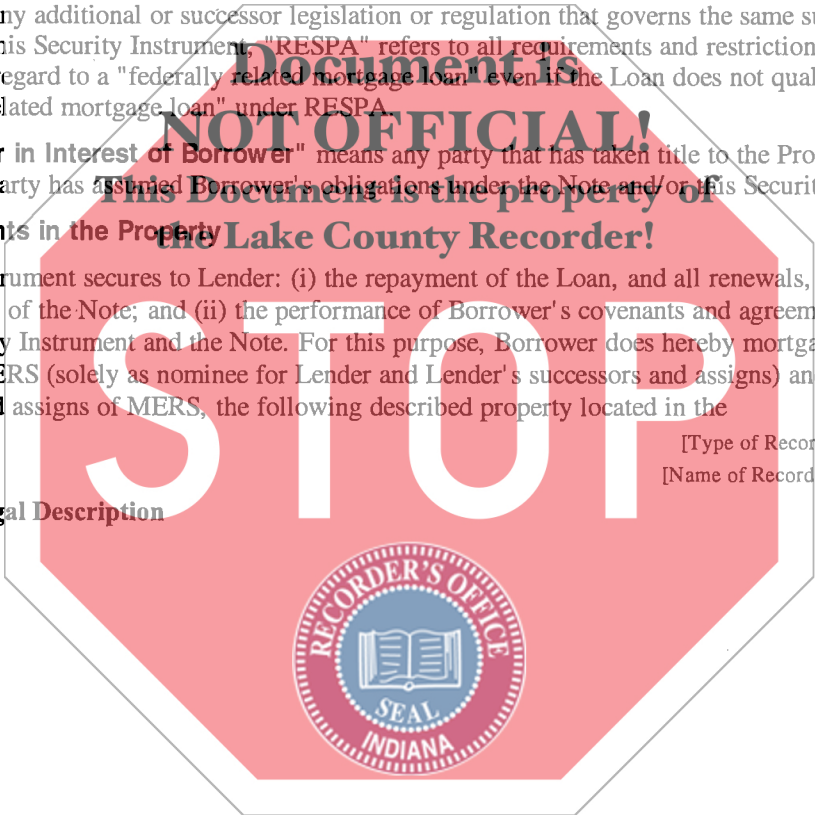 ny additional or successor legislation or regulation that governs the same su
is Security Instrument, "RESPA" refers to all requirements and restriction
egard to a "federally related mortgage loan" even if the Loan does not qual
lated mortgage loan" under RESPA.
Document is
NOT OFFICIAL!
r in Interest of Borrower" means any party that has taken title to the Pro
arty has assumed Borrower's obligations under the Note and/or this Securit
This Document is the property of
the Lake County Recorder!
ts in the Property
rument secures to Lender: (i) the repayment of the Loan, and all renewals,
of the Note; and (ii) the performance of Borrower's covenants and agreem
y Instrument and the Note. For this purpose, Borrower does hereby mortga
ERS (solely as nominee for Lender and Lender's successors and assigns) an
assigns of MERS, the following described property located in the
[Type of Recor
[Name of Record
STOP
gal Description
RECORDER'S OFFICE
SEAL
INDIANA